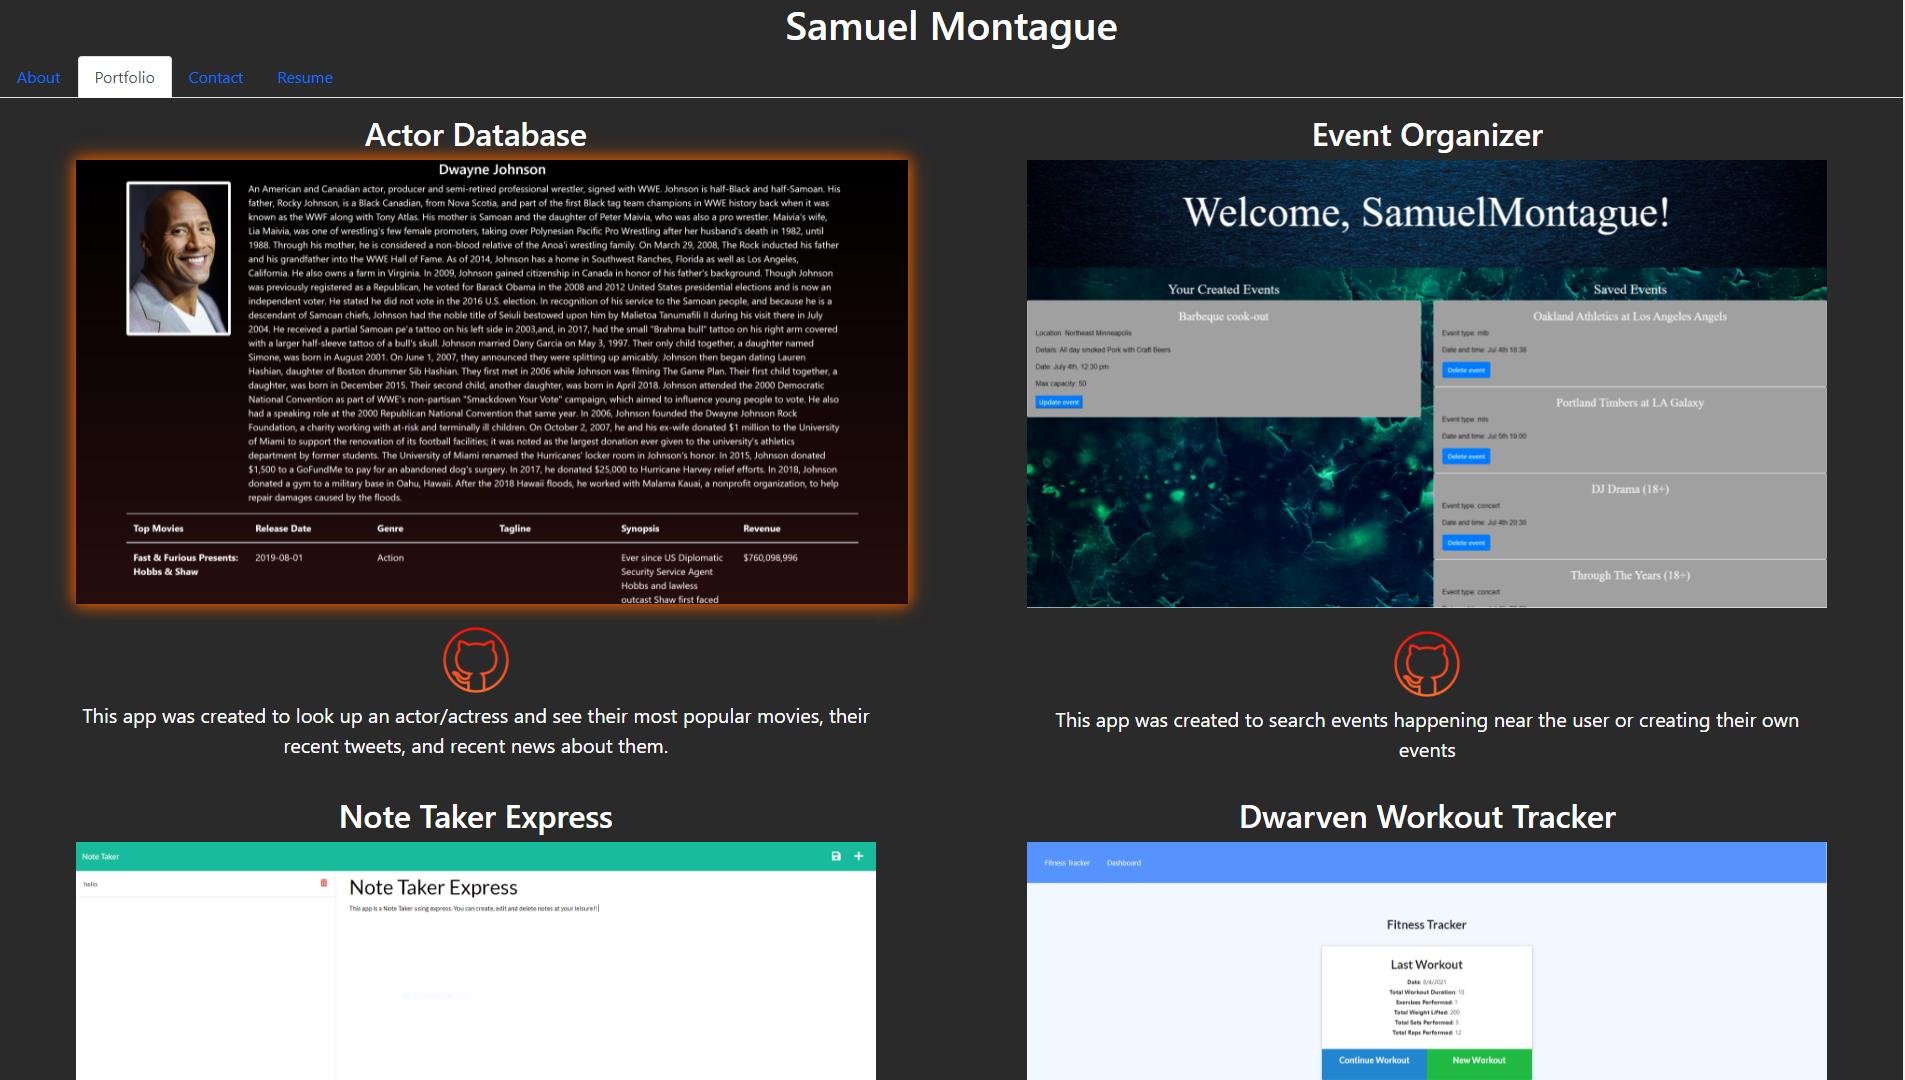 Samuel Montague
About
Portfolio
Contact
Resume
Actor Database
Dwayne Johnson
An American and Canadian actor, producer and semi-retired professional wrestler, signed with WWE. Johnson is half-Black and half-Samoan. His
father, Rocky Johnson, is a Black Canadian, from Nova Scotia, and part of the first Black tag team champions in WWE history back when it was
known as the WWF along with Tony Atlas. His mother is Samoan and the daughter of Peter Maivia, who was also a pro wrestler. Maivia's wife,
Lia Maivia, was one of wrestling's few female promoters, taking over Polynesian Pacific Pro Wrestling after her husband's death in 1982, until
1988. Through his mother, he is considered a non-blood relative of the Anoa'i wrestling family. On March 29, 2008, The Rock inducted his father
and his grandfather into the WWE Hall of Fame. As of 2014, Johnson has a home in Southwest Ranches, Florida as well as Los Angeles,
California. He also owns a farm in Virginia. In 2009, Johnson gained citizenship in Canada in honor of his father's background. Though Johnson
was previously registered as a Republican, he voted for Barack Obama in the 2008 and 2012 United States presidential elections and is now an
independent voter. He stated he did not vote in the 2016 U.S. election. In recognition of his service to the Samoan people, and because he is a
descendant of Samoan chiefs, Johnson had the noble title of Seiuli bestowed upon him by Malietoa Tanumafili II during his visit there in July
2004. He received a partial Samoan pe'a tattoo on his left side in 2003,and, in 2017, had the small "Brahma bull" tattoo on his right arm covered
with a larger half-sleeve tattoo of a bull's skull. Johnson married Dany Garcia on May 3, 1997. Their only child together, a daughter named
Simone, was born in August 2001. On June 1, 2007, they announced they were splitting up amicably. Johnson then began dating Lauren
Hashian, daughter of Boston drummer Sib Hashian. They first met in 2006 while Johnson was filming The Game Plan. Their first child together, a
daughter, was born in December 2015. Their second child, another daughter, was born in April 2018. Johnson attended the 2000 Democratic
National Convention as part of WWE's non-partisan "Smackdown Your Vote" campaign, which aimed to influence young people to vote. He also
had a speaking role at the 2000 Republican National Convention that same year. In 2006, Johnson founded the Dwayne Johnson Rock
Foundation, a charity working with at-risk and terminally ill children. On October 2, 2007, he and his ex-wife donated $1 million to the University
of Miami to support the renovation of its football facilities; it was noted as the largest donation ever given to the university's athletics
department by former students. The University of Miami renamed the Hurricanes' locker room in Johnson's honor. In 2015, Johnson donated
$1,500 to a GoFundMe to pay for an abandoned dog's surgery. In 2017, he donated $25,000 to Hurricane Harvey relief efforts. In 2018, Johnson
donated a gym to a military base in Oahu, Hawaii. After the 2018 Hawaii floods, he worked with Malama Kauai, a nonprofit organization, to help
repair damages caused by the floods.
Top Movies Release Date Genre Tagline Synopsis Revenue
Fast & Furious Presents: 2019-08-01 Action Ever since US Diplomatic $760,098,996
Hobbs & Shaw Security Service Agent
Hobbs and lawless
outcast Shaw first faced
This app was created to look up an actor/actress and see their most popular movies, their
recent tweets, and recent news about them.
Event Organizer
Welcome, SamuelMontague!
Your Created Events
Barbeque cook-out
Location: Northeast Minneapolis
Details: All day smoked Pork with Craft Beers
Date: July 4th, 12:30 pm
Max capacity: 50
Update event
Saved Events
Oakland Athletics at Los Angeles Angels
Event type: mlb
Date and time: Jul 4th 18:38
Delete event
Portland Timbers at LA Galaxy
Event type: mls
Date and time: Jul 5th 19:00
Delete event
DJ Drama (18+)
Event type: concert
Date and time: Jul 4th 20:30
Delete event
Through The Years (18+)
Event type: concert
This app was created to search events happening near the user or creating their own
events
Note Taker Express
Note Taker
hello
Note Taker Express
This app is a Note Taker using express. You can create, edit and delete notes at your leisure!!
Dwarven Workout Tracker
Fitness Tracker
Dashboard
Fitness Tracker
Last Workout
Date: 8/4/2021
Total Workout Duration: 10
Exercises Performed: 1
Total Weight Lifted: 200
Total Sets Performed: 5
Total Reps Performed: 12
Continue Workout
New Workout